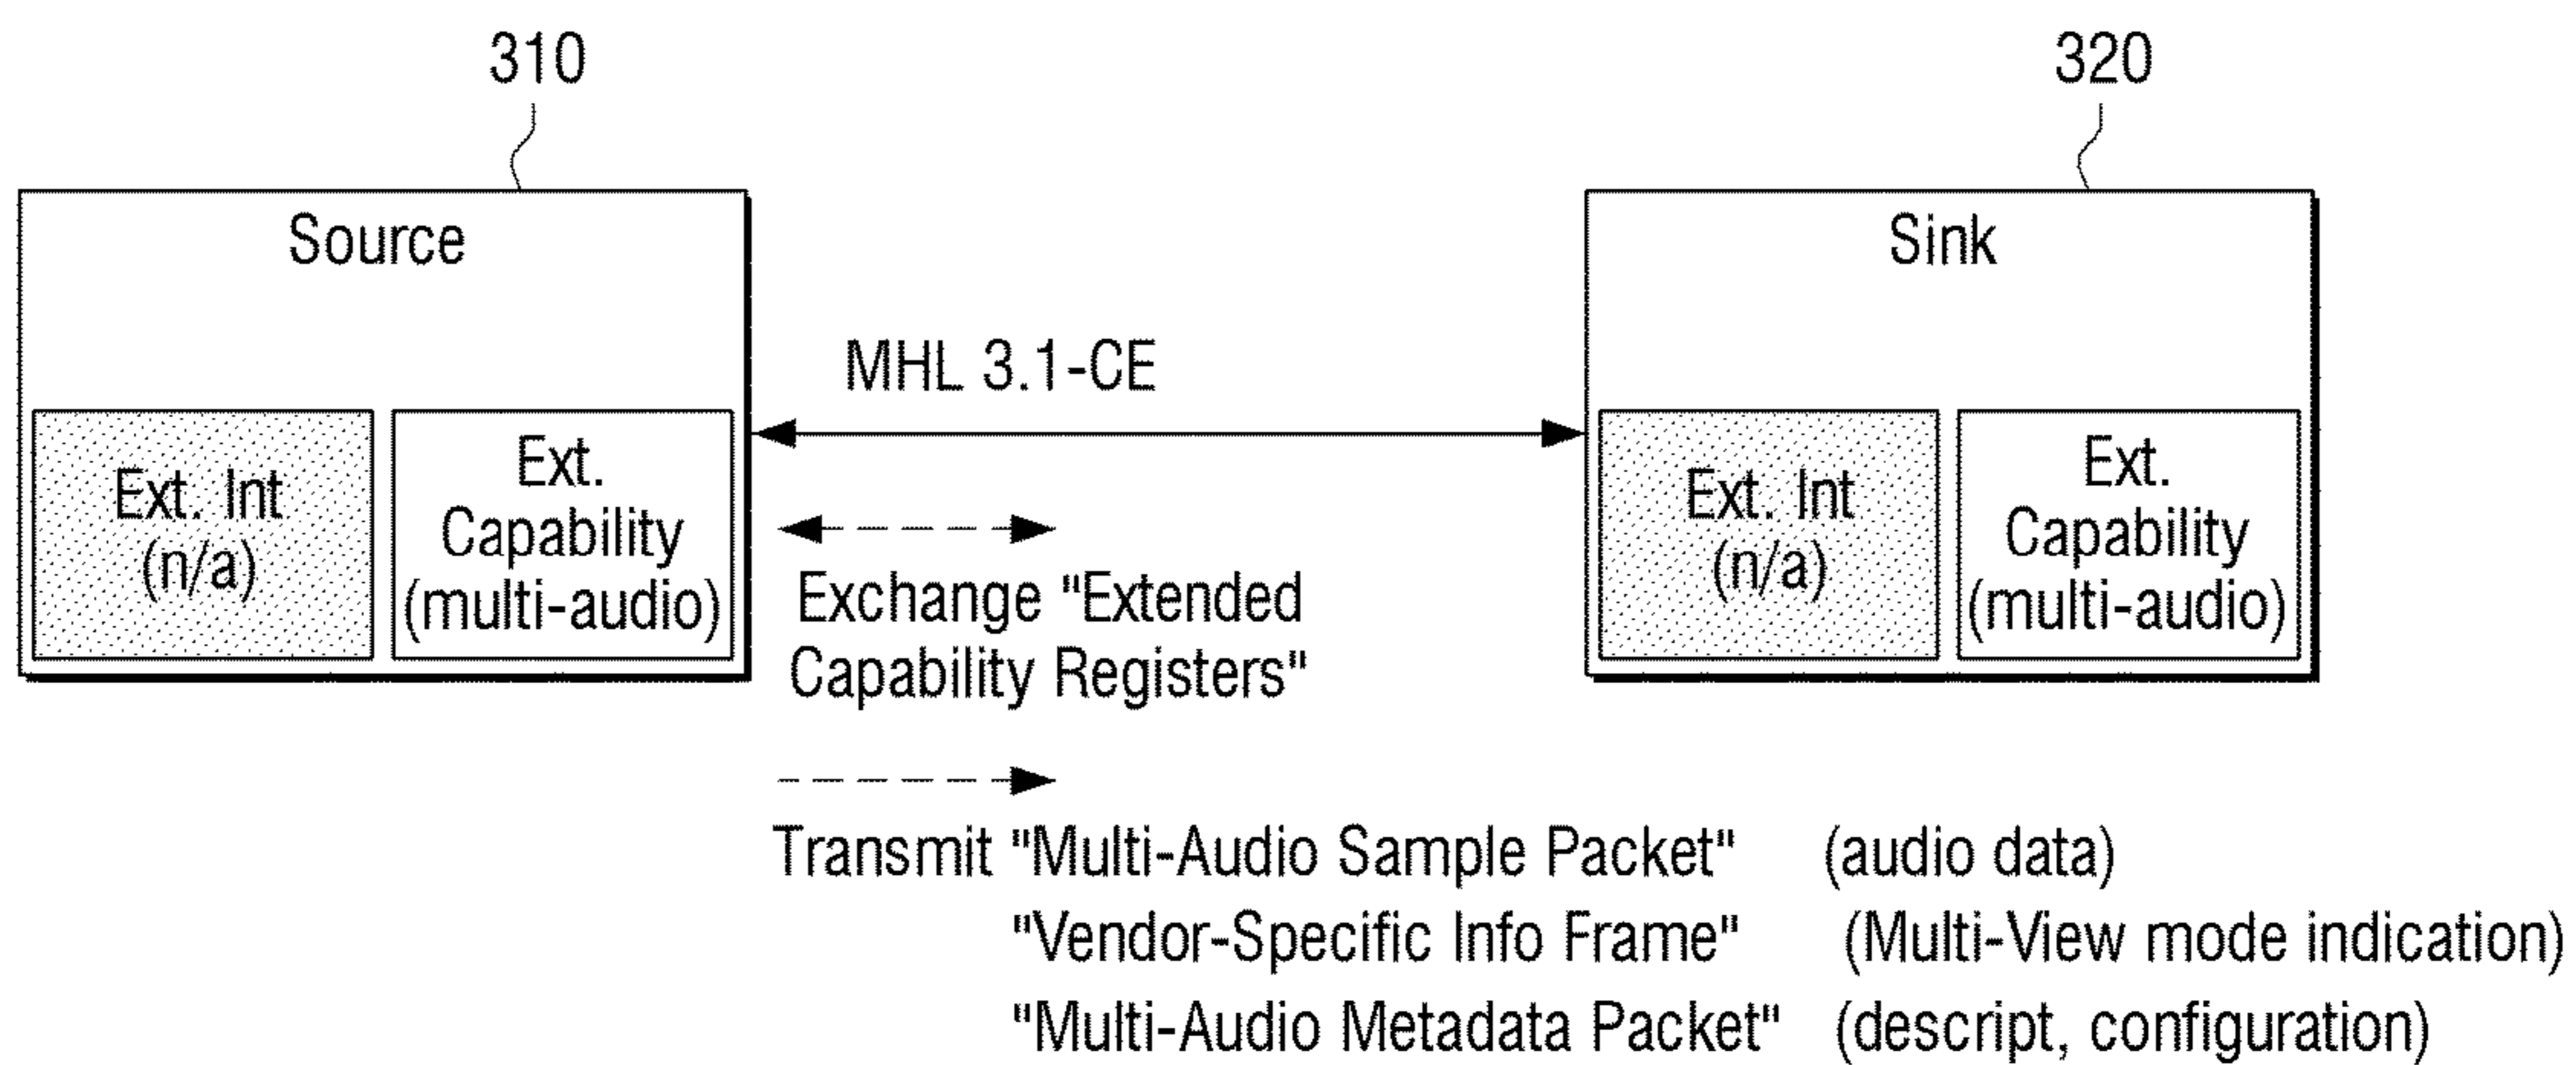 310
320
Source
Sink
MHL 3.1-CE
Ext. Int
(n/a)
Ext.
Capability
(multi-audio)
Ext. Int
(n/a)
Ext.
Capability
(multi-audio)
Exchange "Extended
Capability Registers"
Transmit "Multi-Audio Sample Packet" (audio data)
"Vendor-Specific Info Frame" (Multi-View mode indication)
"Multi-Audio Metadata Packet" (descript, configuration)